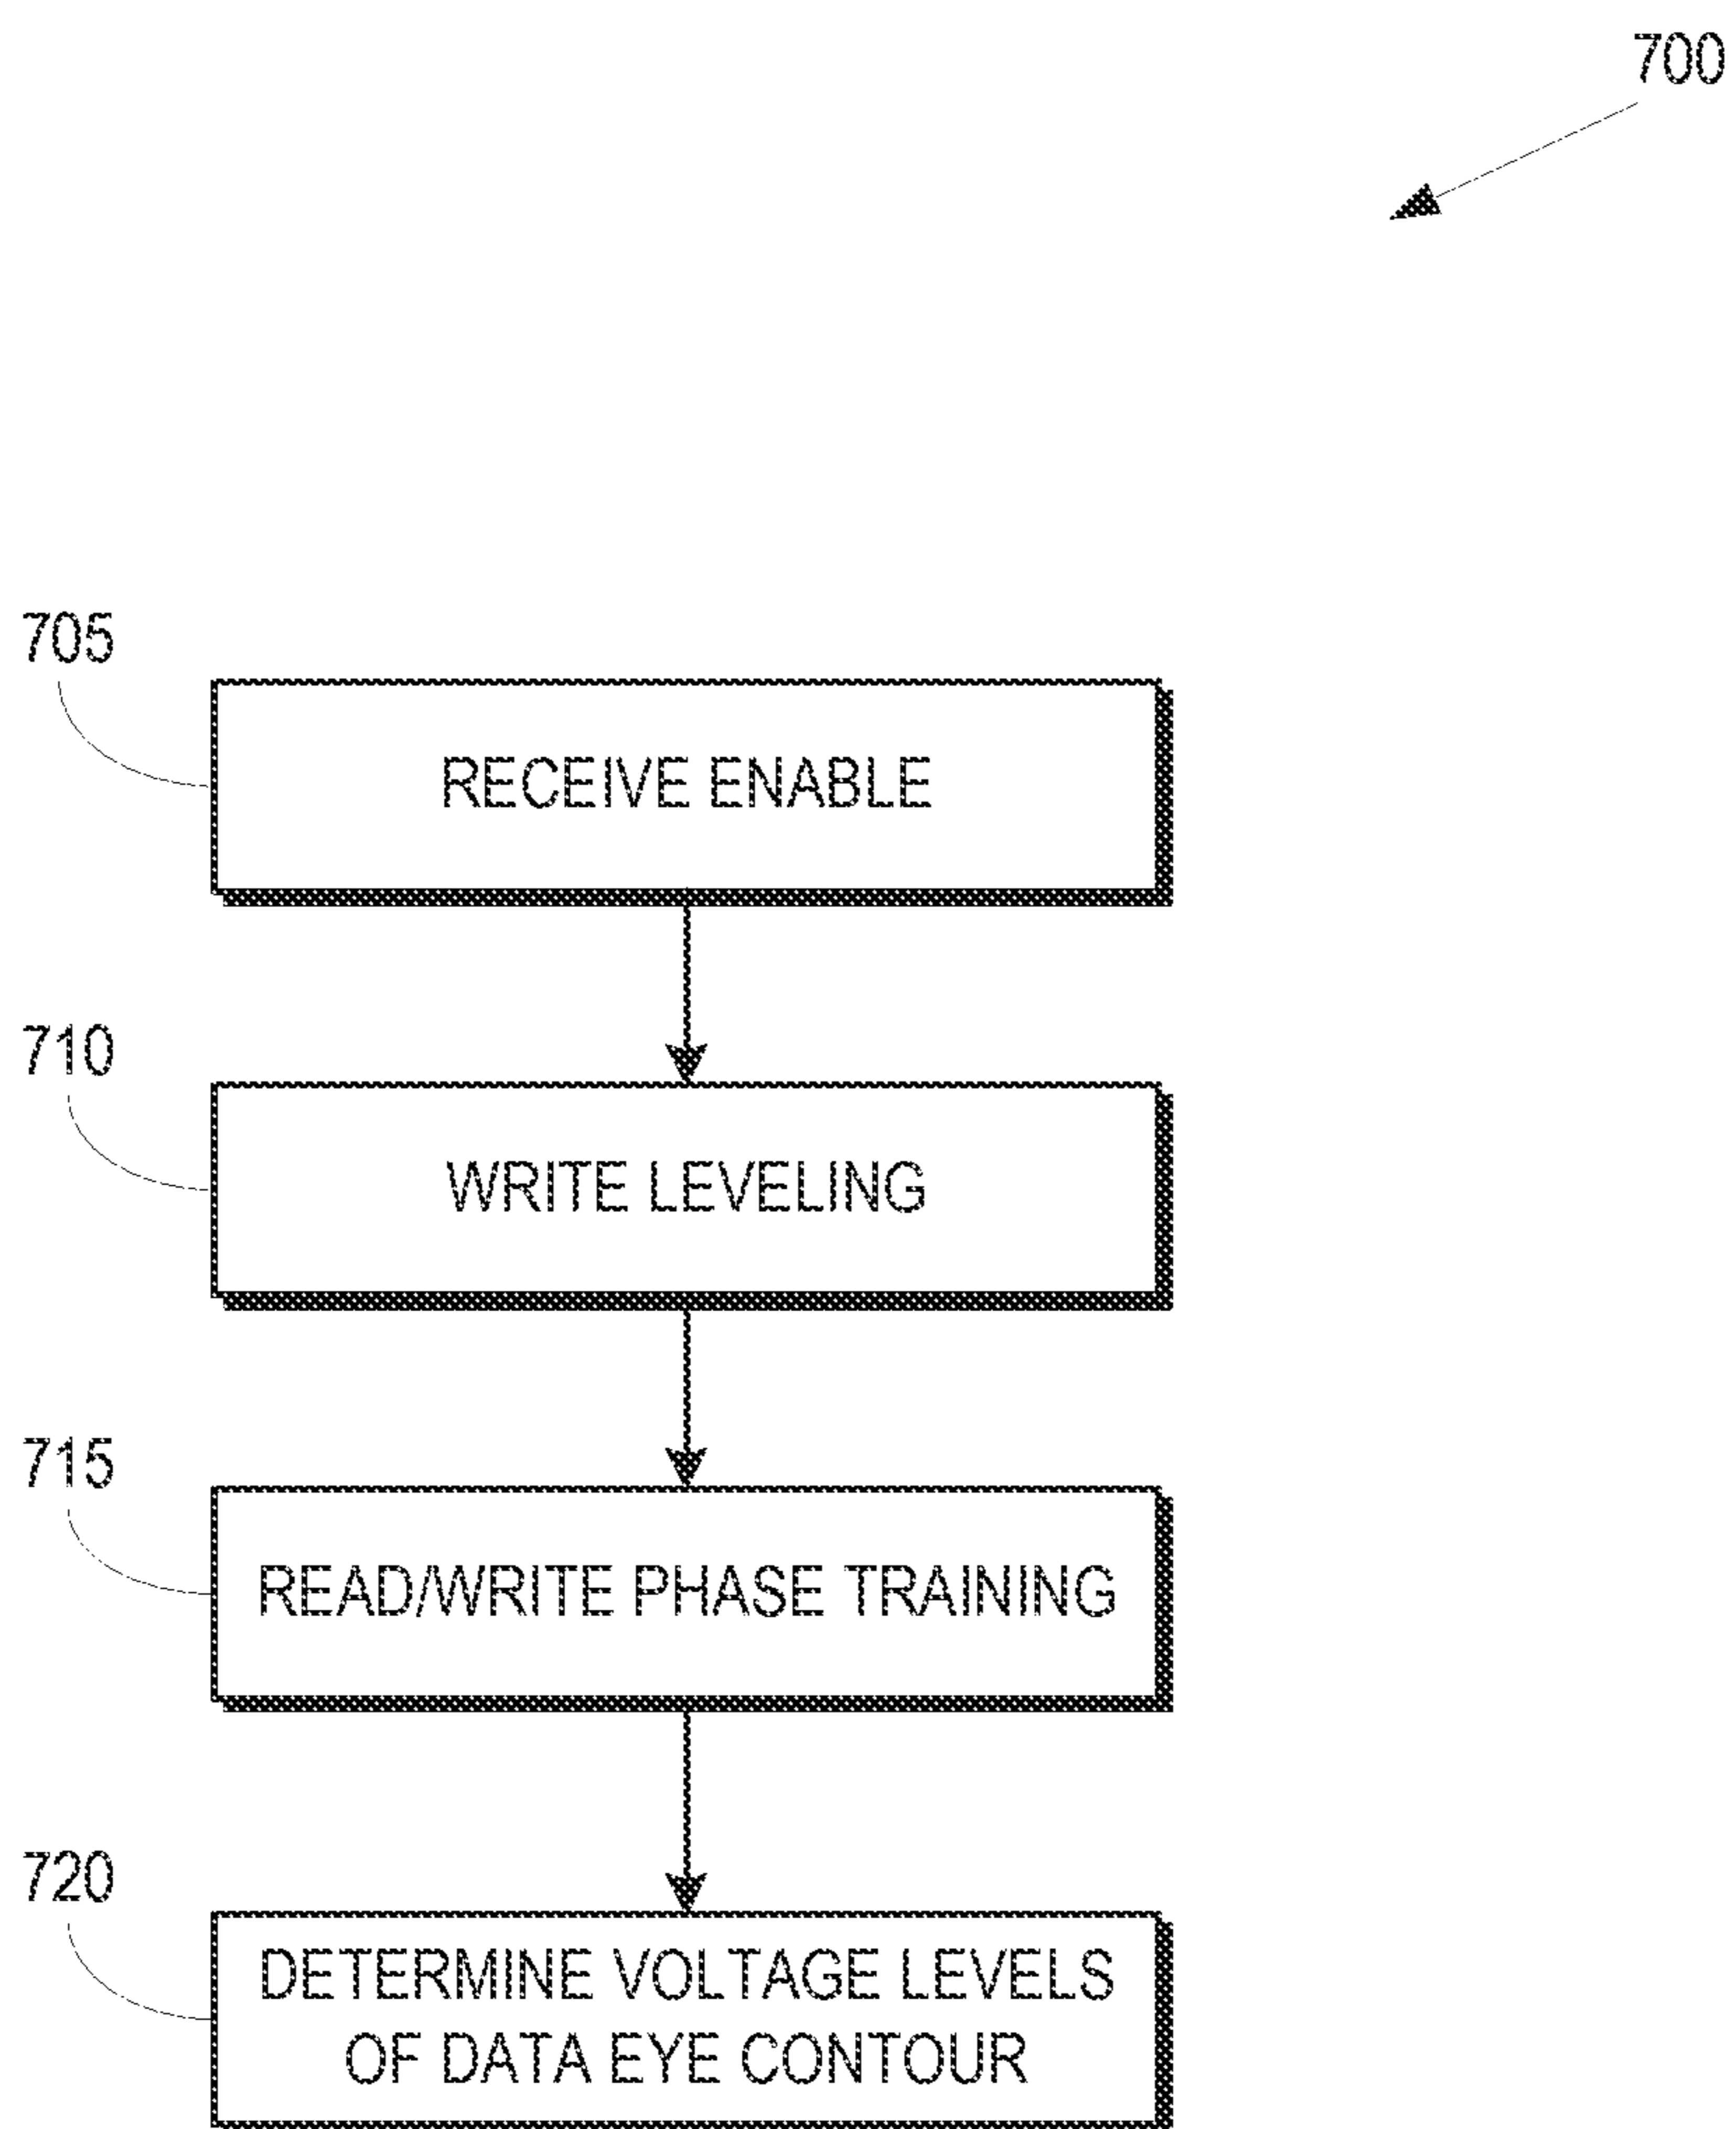 700
705
RECEIVE ENABLE
710
WRITE LEVELING
715
READ/WRITE PHASE TRAINING
720
DETERMINE VOLTAGE LEVELS
OF DATA EYE CONTOUR